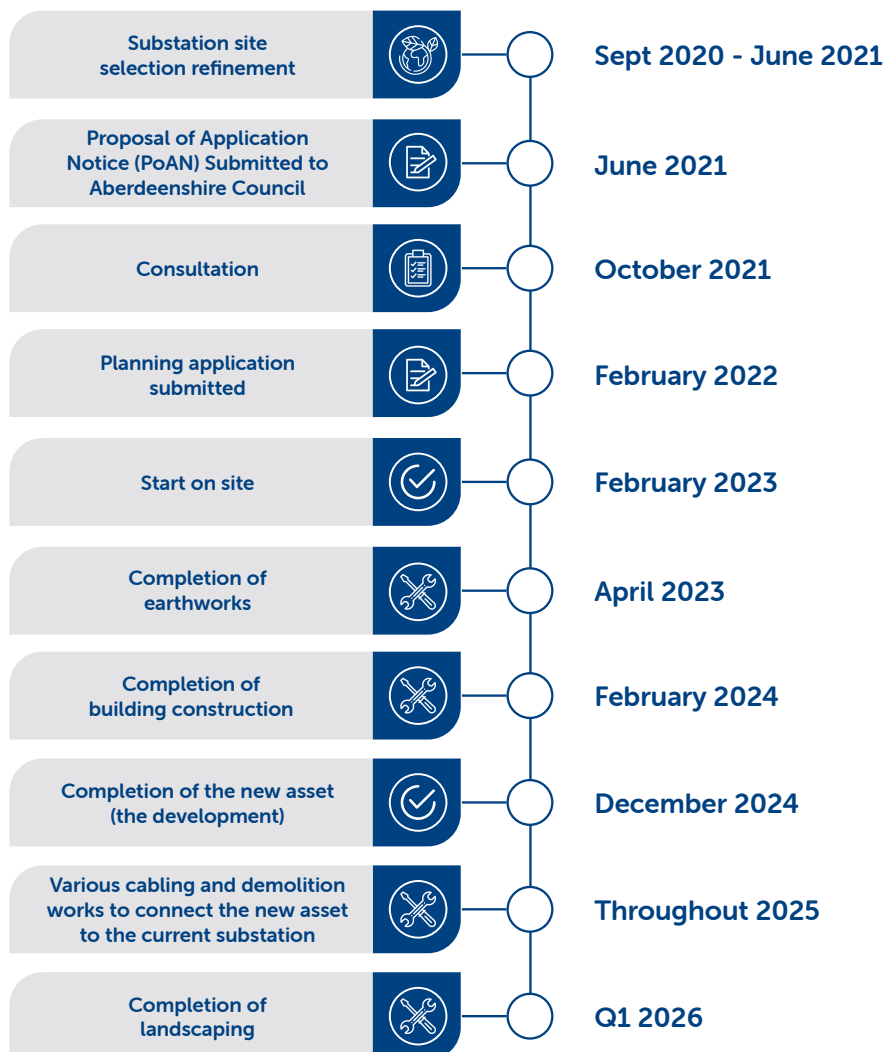 Substation site
selection refinement
Sept 2020 - June 2021
Proposal of Application
Notice (PoAN) Submitted to
Aberdeenshire Council
June 2021
Consultation
October 2021
Planning application
submitted
February 2022
Start on site
February 2023
Completion of
earthworks
April 2023
Completion of
building construction
February 2024
Completion of the new asset
(the development)
December 2024
Various cabling and demolition
works to connect the new asset
to the current substation
Throughout 2025
Completion of
landscaping
Q1 2026